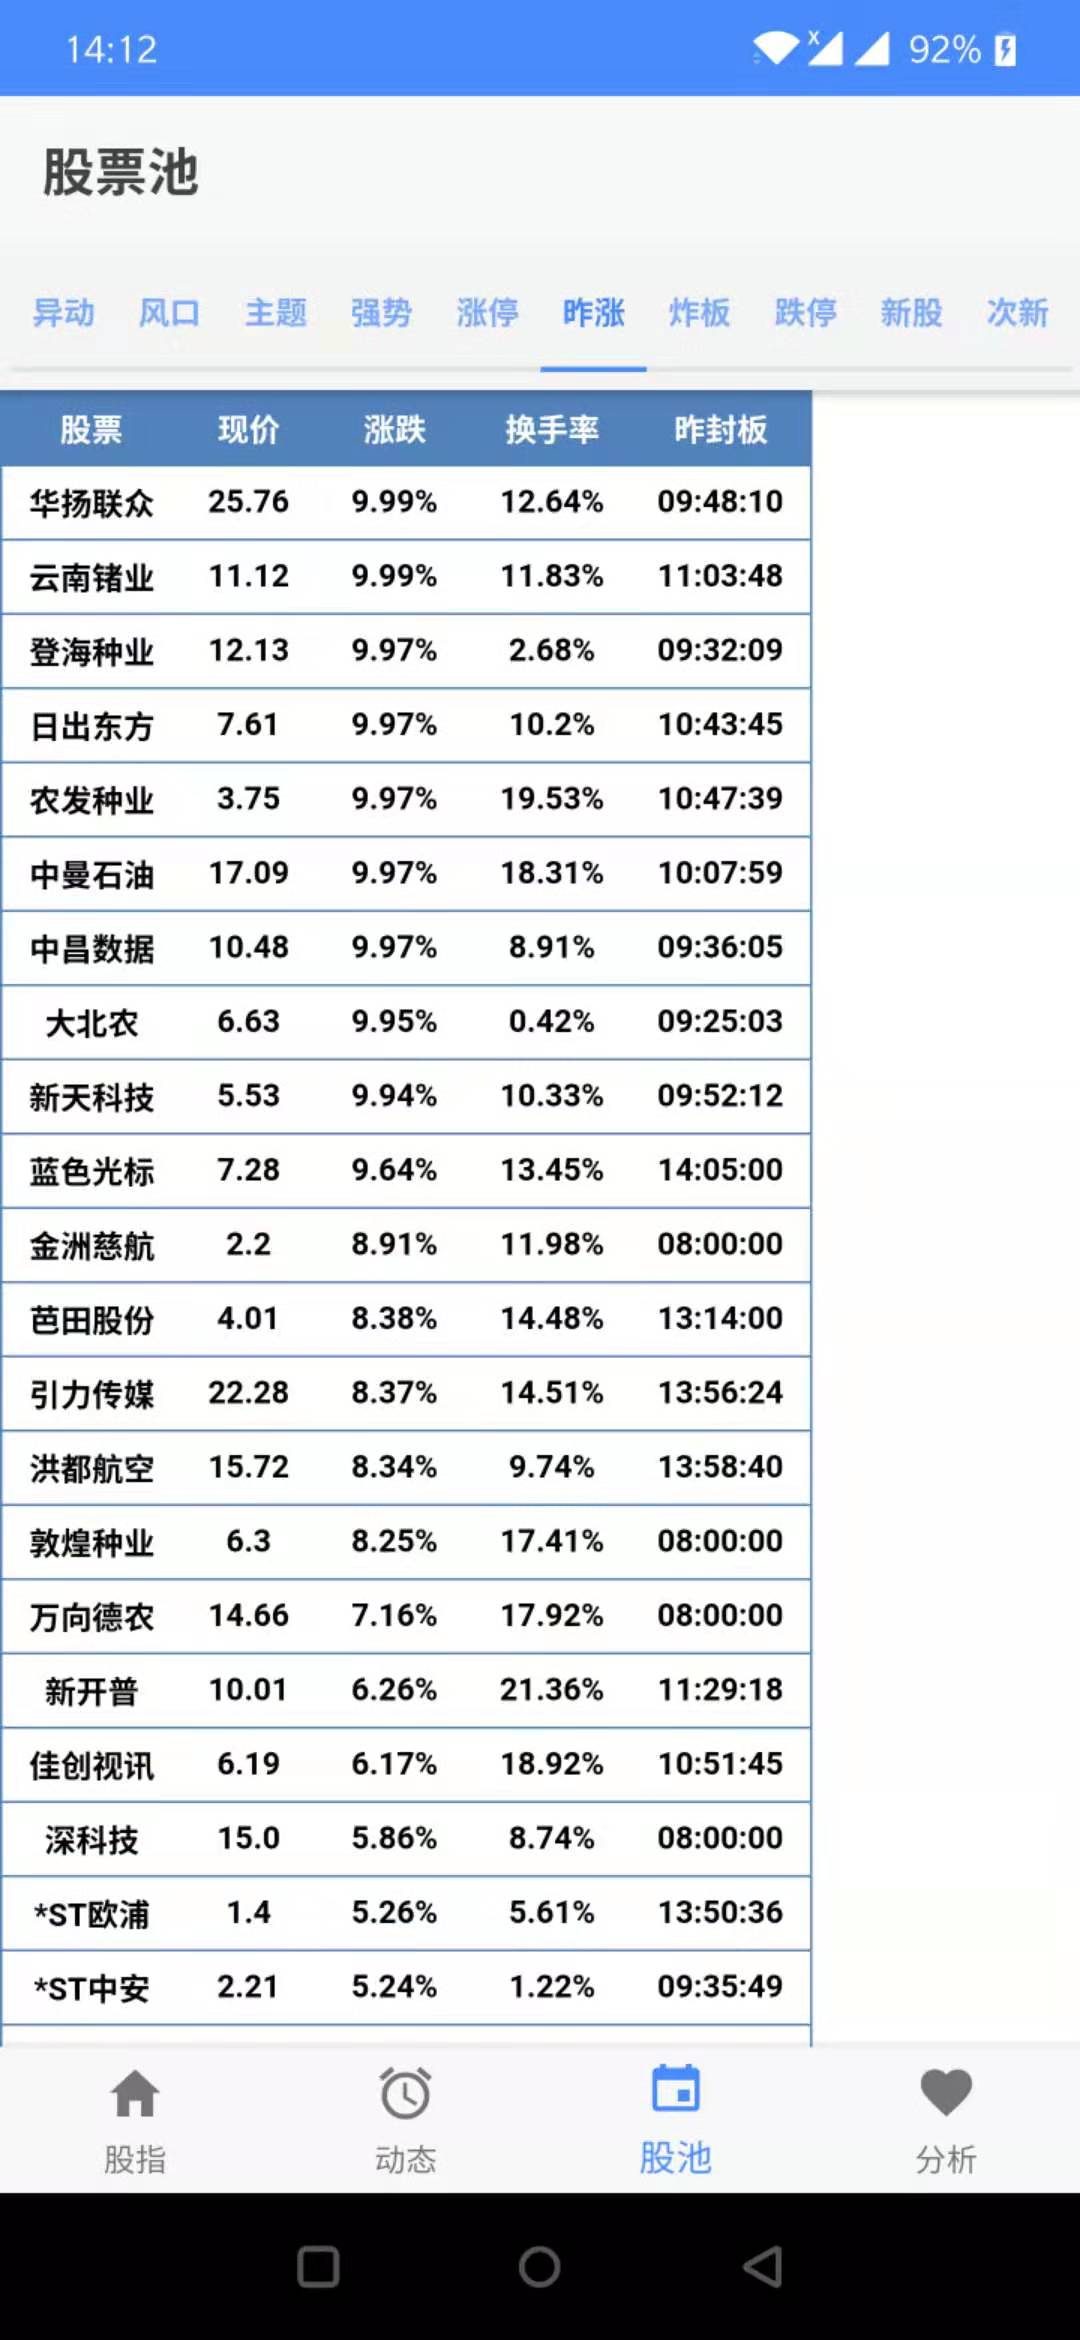 14:12 x 92%
股票池
异动 风口 主题 强势 涨停 昨涨 炸板 跌停 新股 次新
股票 现价 涨跌 换手率 昨封板
华扬联众 25.76 9.99% 12.64% 09:48:10
云南锗业 11.12 9.99% 11.83% 11:03:48
登海种业 12.13 9.97% 2.68% 09:32:09
日出东方 7.61 9.97% 10.2% 10:43:45
农发种业 3.75 9.97% 19.53% 10:47:39
中曼石油 17.09 9.97% 18.31% 10:07:59
中昌数据 10.48 9.97% 8.91% 09:36:05
大北农 6.63 9.95% 0.42% 09:25:03
新天科技 5.53 9.94% 10.33% 09:52:12
蓝色光标 7.28 9.64% 13.45% 14:05:00
金洲慈航 2.2 8.91% 11.98% 08:00:00
芭田股份 4.01 8.38% 14.48% 13:14:00
引力传媒 22.28 8.37% 14.51% 13:56:24
洪都航空 15.72 8.34% 9.74% 13:58:40
敦煌种业 6.3 8.25% 17.41% 08:00:00
万向德农 14.66 7.16% 17.92% 08:00:00
新开普 10.01 6.26% 21.36% 11:29:18
佳创视讯 6.19 6.17% 18.92% 10:51:45
深科技 15.0 5.86% 8.74% 08:00:00
*ST欧浦 1.4 5.26% 5.61% 13:50:36
*ST中安 2.21 5.24% 1.22% 09:35:49
股指 动态 股池 分析